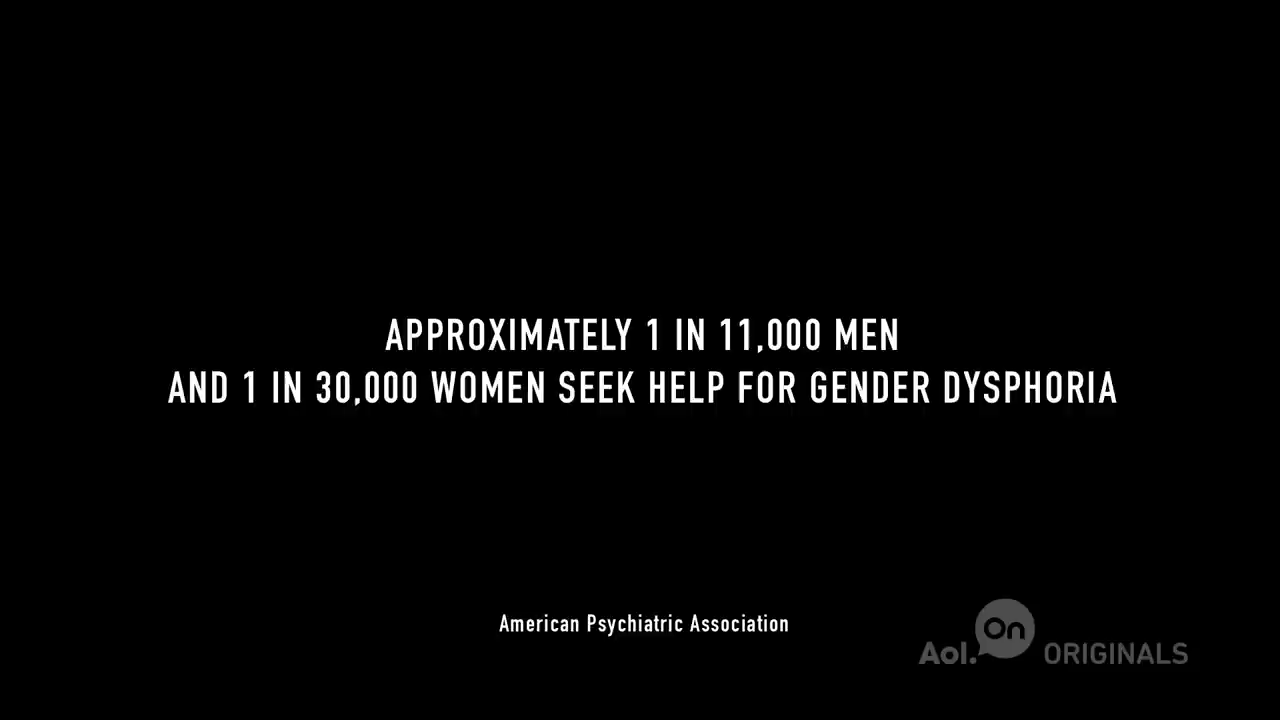 APPROXIMATELY 1 IN 11,000 MEN
AND 1 IN 30,000 WOMEN SEEK HELP FOR GENDER DYSPHORIA
American Psychiatric Association
Aol. On ORIGINALS